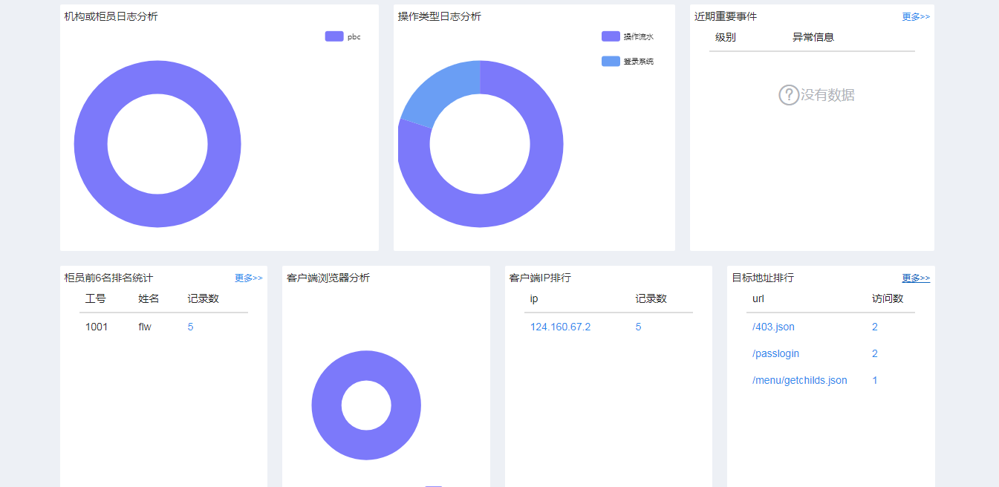 机构或柜员日志分析
pbc
操作类型日志分析
操作流水
登录系统
近期重要事件 更多>>
级别 异常信息
?没有数据
柜员前6名排名统计 更多>>
工号 姓名 记录数
1001 flw 5
客户端浏览器分析
客户端IP排行
ip 记录数
124.160.67.2 5
目标地址排行 更多>>
url 访问数
/403.json 2
/passlogin 2
/menu/getchilds.json 1